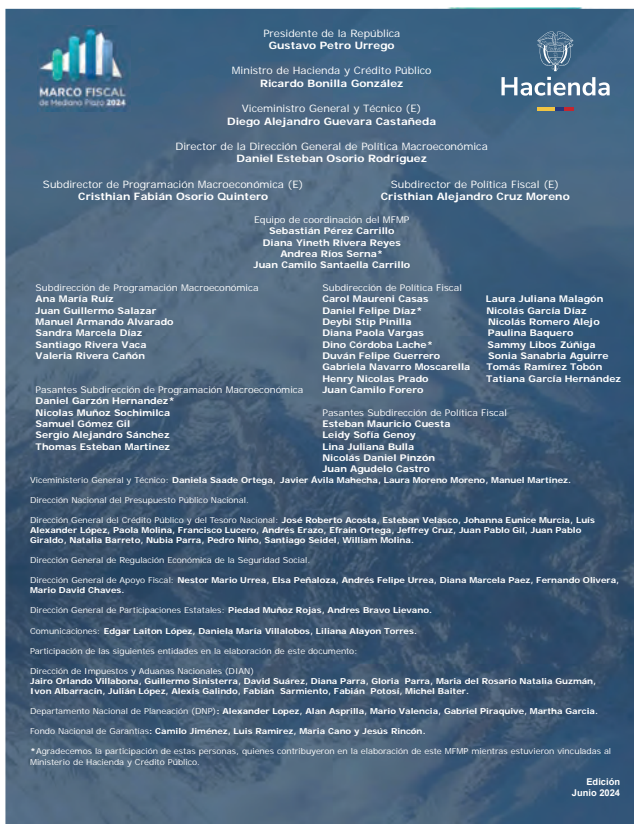 MARCO FISCAL
de Mediano Plazo 2024
Hacienda
Presidente de la República
Gustavo Petro Urrego
Ministro de Hacienda y Crédito Público
Ricardo Bonilla González
Viceministro General y Técnico (E)
Diego Alejandro Guevara Castañeda
Director de la Dirección General de Política Macroeconómica
Daniel Esteban Osorio Rodríguez
Subdirector de Programación Macroeconómica (E)
Cristhian Fabián Osorio Quintero
Subdirector de Política Fiscal (E)
Cristhian Alejandro Cruz Moreno
Equipo de coordinación del MFMP
Sebastián Pérez Carrillo
Diana Yineth Rivera Reyes
Andrea Ríos Serna*
Juan Camilo Santaella Carrillo
Subdirección de Programación Macroeconómica
Ana María Ruíz
Juan Guillermo Salazar
Manuel Armando Alvarado
Sandra Marcela Díaz
Santiago Rivera Vaca
Valeria Rivera Cañón
Pasantes Subdirección de Programación Macroeconómica
Daniel Garzón Hernandez*
Nicolas Muñoz Sochimilca
Samuel Gómez Gil
Sergio Alejandro Sánchez
Thomas Esteban Martinez
Subdirección de Política Fiscal
Carol Maureni Casas
Daniel Felipe Díaz*
Deybi Stip Pinilla
Diana Paola Vargas
Dino Córdoba Lache*
Duván Felipe Guerrero
Gabriela Navarro Moscarella
Henry Nicolas Prado
Juan Camilo Forero
Laura Juliana Malagón
Nicolás García Díaz
Nicolás Romero Alejo
Paulina Baquero
Sammy Libos Zúñiga
Sonia Sanabria Aguirre
Tomás Ramírez Tobón
Tatiana García Hernández
Pasantes Subdirección de Política Fiscal
Esteban Mauricio Cuesta
Leidy Sofía Genoy
Lina Juliana Bulla
Nicolás Daniel Pinzón
Juan Agudelo Castro
Viceministerio General y Técnico: Daniela Saade Ortega, Javier Ávila Mahecha, Laura Moreno Moreno, Manuel Martínez.
Dirección Nacional del Presupuesto Público Nacional.
Dirección General del Crédito Público y del Tesoro Nacional: José Roberto Acosta, Esteban Velasco, Johanna Eunice Murcia, Luis
Alexander López, Paola Molina, Francisco Lucero, Andrés Erazo, Efraín Ortega, Jeffrey Cruz, Juan Pablo Gil, Juan Pablo
Giraldo, Natalia Barreto, Nubia Parra, Pedro Niño, Santiago Seidel, William Molina.
Dirección General de Regulación Económica de la Seguridad Social.
Dirección General de Apoyo Fiscal: Nestor Mario Urrea, Elsa Peñaloza, Andrés Felipe Urrea, Diana Marcela Paez, Fernando Olivera,
Mario David Chaves.
Dirección General de Participaciones Estatales: Piedad Muñoz Rojas, Andres Bravo Lievano.
Comunicaciones: Edgar Laiton López, Daniela María Villalobos, Liliana Alayon Torres.
Participación de las siguientes entidades en la elaboración de este documento:
Dirección de Impuestos y Aduanas Nacionales (DIAN)
Jairo Orlando Villabona, Guillermo Sinisterra, David Suárez, Diana Parra, Gloria Parra, Maria del Rosario Natalia Guzmán,
Ivon Albarracín, Julián López, Alexis Galindo, Fabián Sarmiento, Fabián Potosí, Michel Baiter.
Departamento Nacional de Planeación (DNP): Alexander Lopez, Alan Asprilla, Mario Valencia, Gabriel Piraquive, Martha Garcia.
Fondo Nacional de Garantías: Camilo Jiménez, Luis Ramirez, Maria Cano y Jesús Rincón.
*Agradecemos la participación de estas personas, quienes contribuyeron en la elaboración de este MFMP mientras estuvieron vinculadas al
Ministerio de Hacienda y Crédito Público.
Edición
Junio 2024